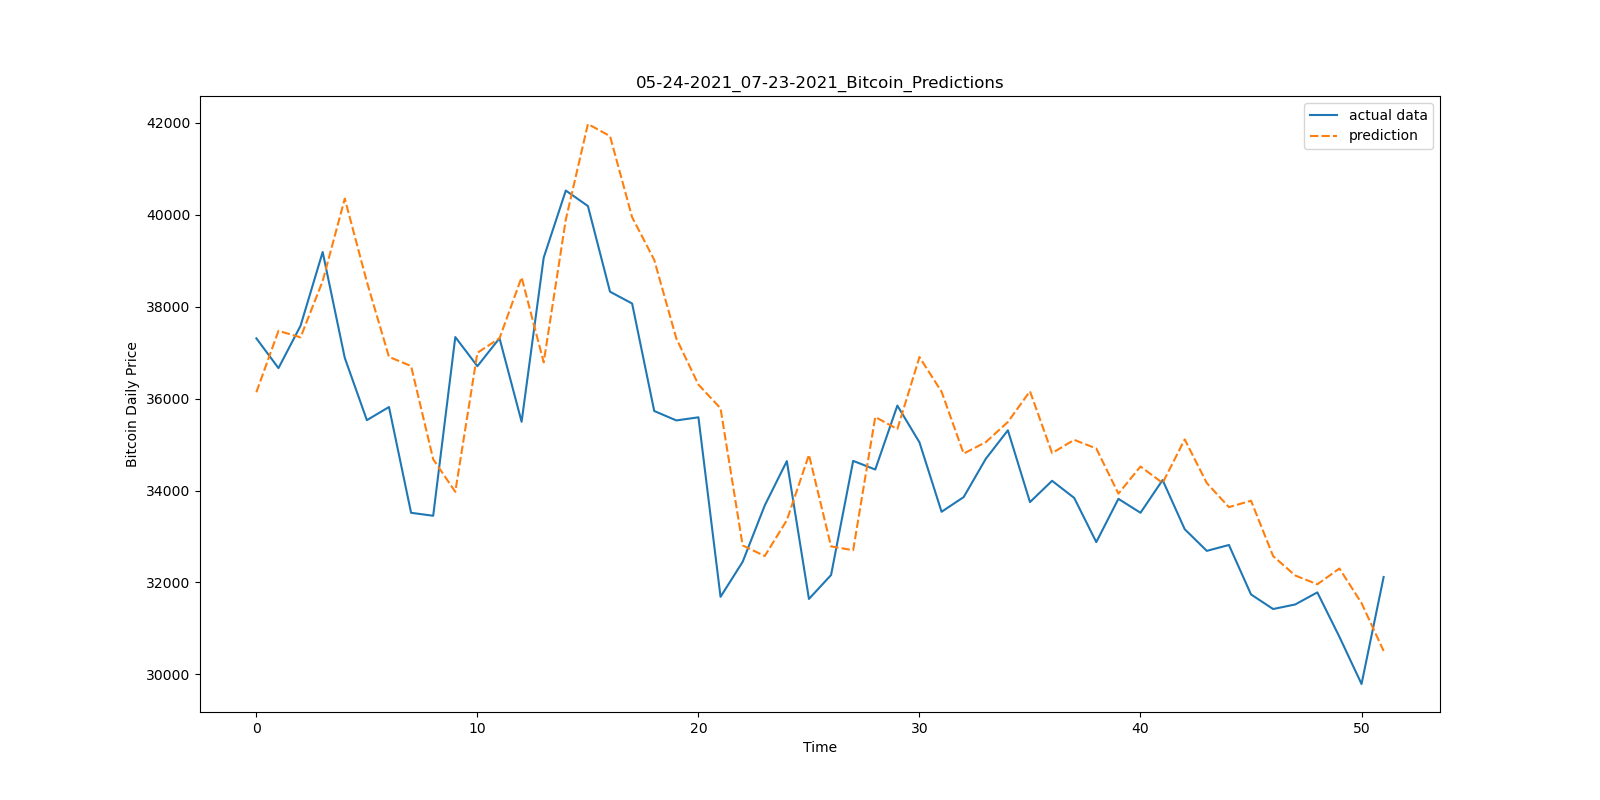 05-24-2021_07-23-2021_Bitcoin_Predictions
actual data
prediction
42000
40000
38000
36000
34000
32000
30000
Bitcoin Daily Price
0 10 20 30 40 50
Time